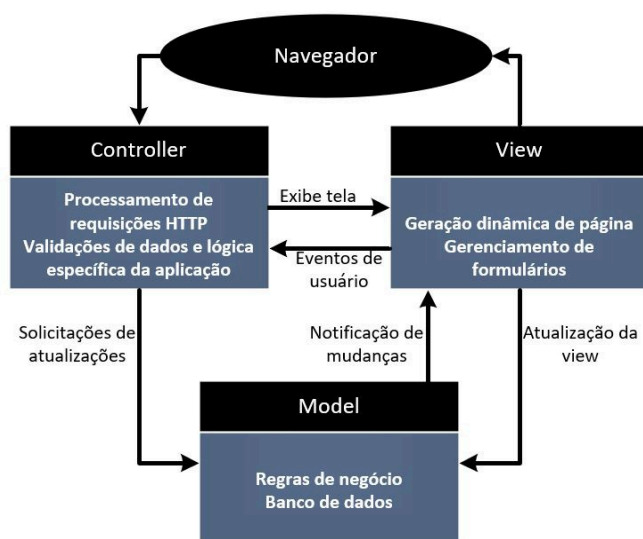 Navegador
Controller
Processamento de
requisições HTTP
Validações de dados e lógica
específica da aplicação
Exibe tela
Eventos de
usuário
View
Geração dinâmica de página
Gerenciamento de
formulários
Solicitações de
atualizações
Notificação de
mudanças
Atualização da
view
Model
Regras de negócio
Banco de dados